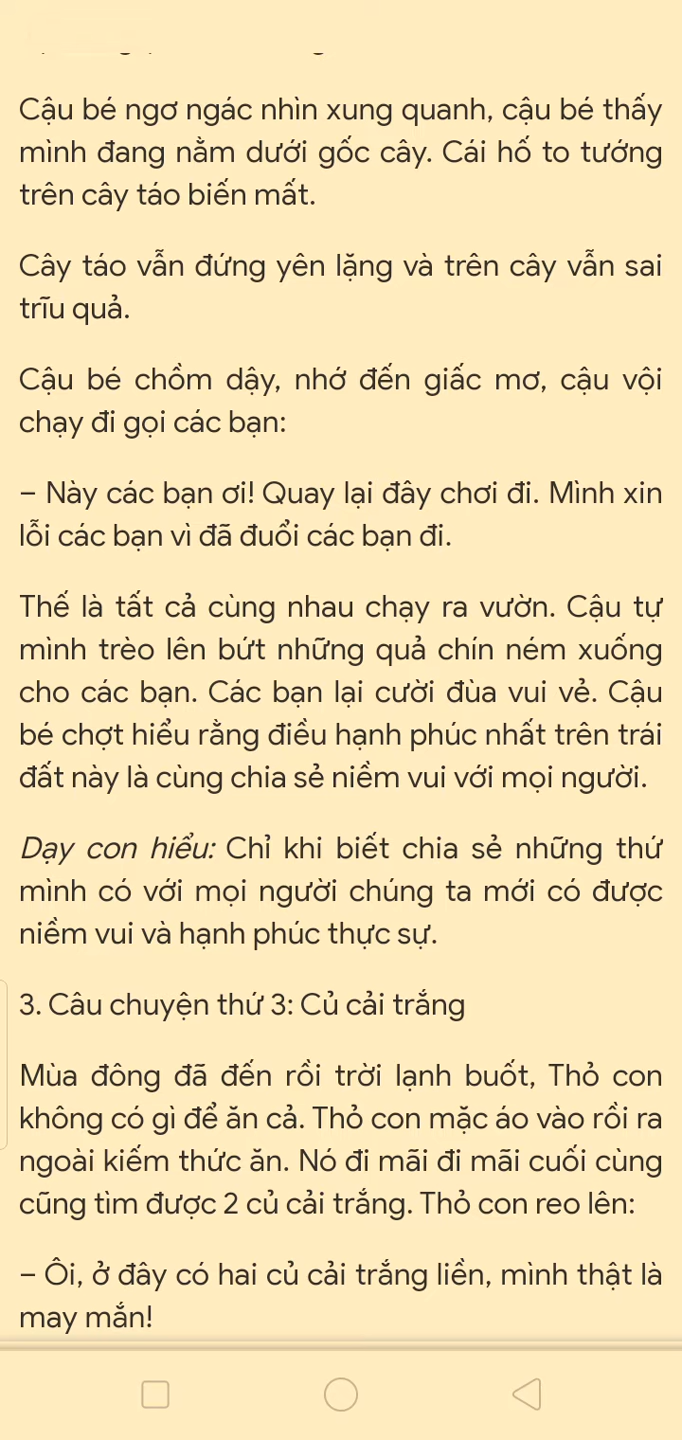 Cậu bé ngơ ngác nhìn xung quanh, cậu bé thấy
mình đang nằm dưới gốc cây. Cái hố to tướng
trên cây táo biến mất.
Cây táo vẫn đứng yên lặng và trên cây vẫn sai
trĩu quả.
Cậu bé chồm dậy, nhớ đến giấc mơ, cậu vội
chạy đi gọi các bạn:
– Này các bạn ơi! Quay lại đây chơi đi. Mình xin
lỗi các bạn vì đã đuổi các bạn đi.
Thế là tất cả cùng nhau chạy ra vườn. Cậu tự
mình trèo lên bứt những quả chín ném xuống
cho các bạn. Các bạn lại cười đùa vui vẻ. Cậu
bé chợt hiểu rằng điều hạnh phúc nhất trên trái
đất này là cùng chia sẻ niềm vui với mọi người.
Dạy con hiểu: Chỉ khi biết chia sẻ những thứ
mình có với mọi người chúng ta mới có được
niềm vui và hạnh phúc thực sự.
3. Câu chuyện thứ 3: Củ cải trắng
Mùa đông đã đến rồi trời lạnh buốt, Thỏ con
không có gì để ăn cả. Thỏ con mặc áo vào rồi ra
ngoài kiếm thức ăn. Nó đi mãi đi mãi cuối cùng
cũng tìm được 2 củ cải trắng. Thỏ con reo lên:
– Ôi, ở đây có hai củ cải trắng liền, mình thật là
may mắn!